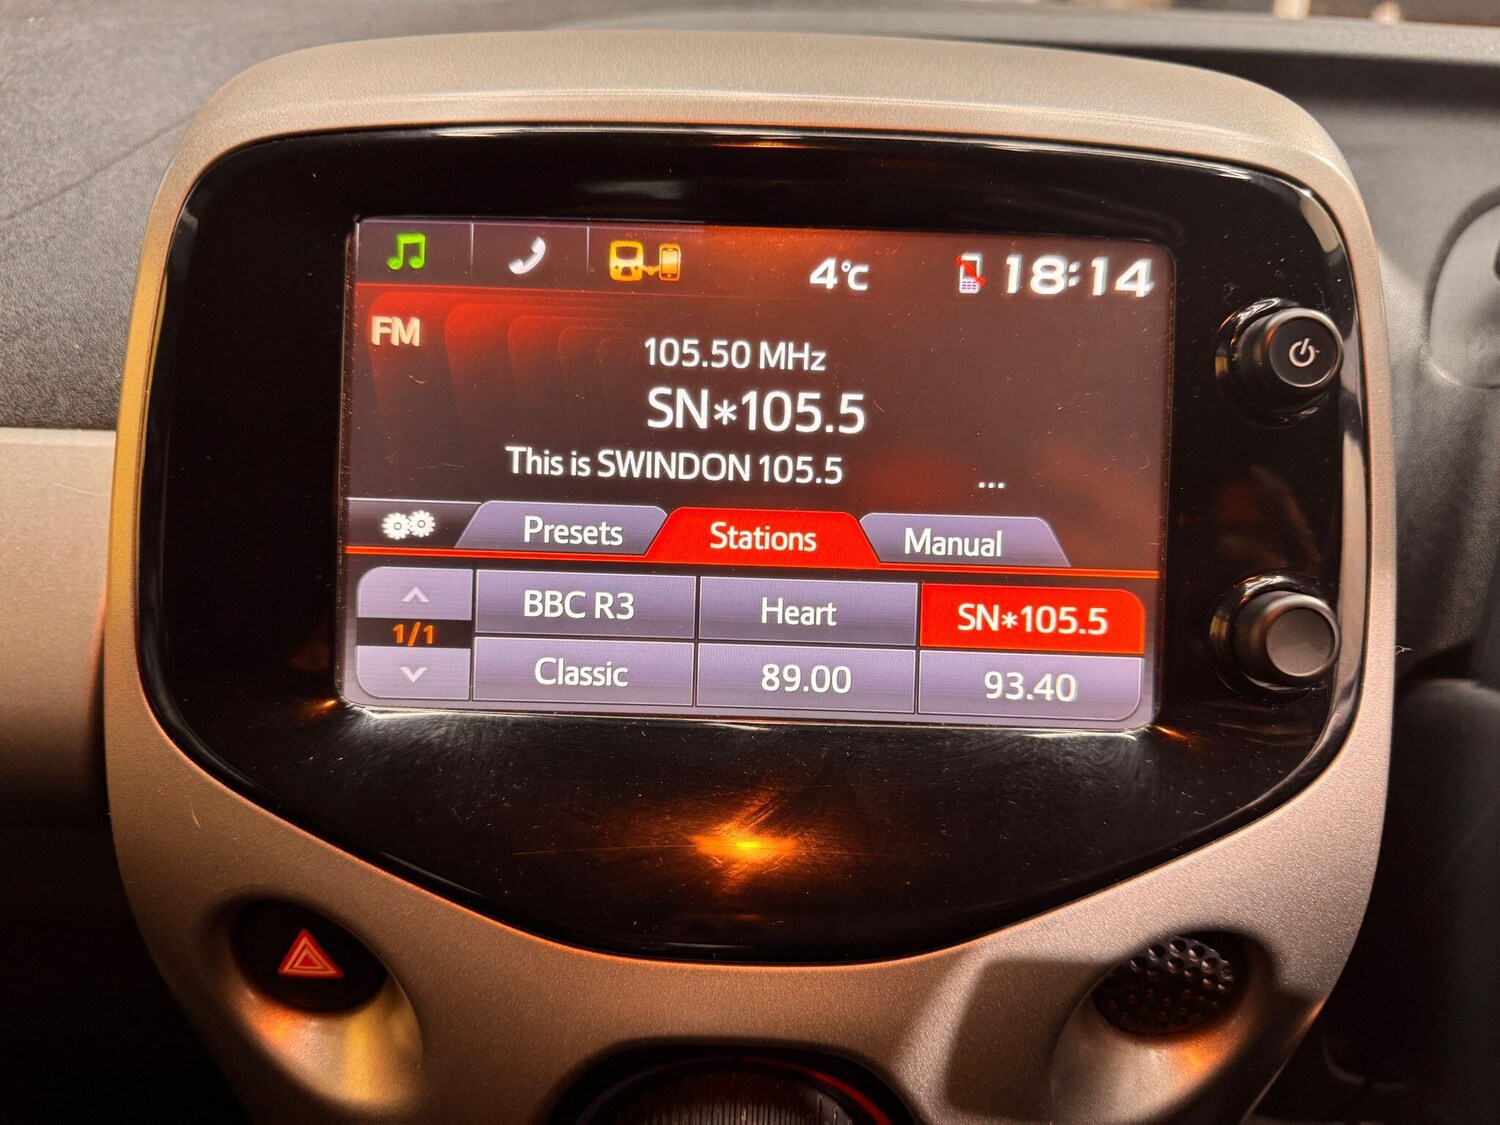 4°C 18:14
FM
105.50 MHz
SN*105.5
This is SWINDON 105.5 ...
Presets Stations Manual
1/1
BBC R3 Heart SN*105.5
Classic 89.00 93.40